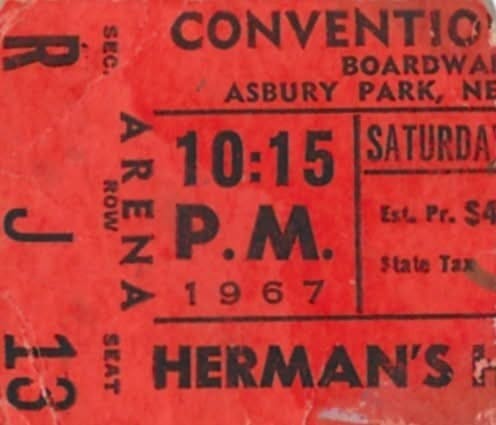 SEC. R
ROW J
SEAT 13
ARENA
CONVENTIO
BOARDWA
ASBURY PARK, NE
10:15
P.M.
1967
SATURDAY
Est. Pr. $4
State Tax
HERMAN'S H